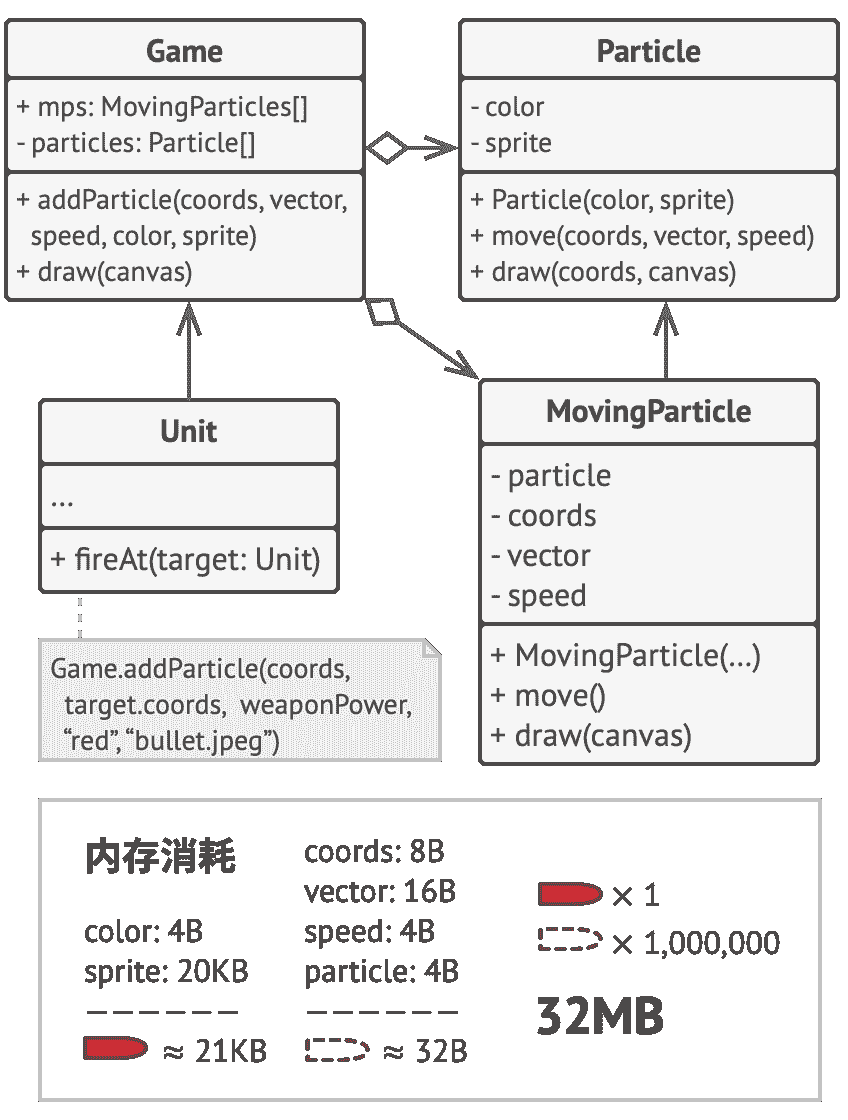 Game
+ mps: MovingParticles[]
- particles: Particle[]
+ addParticle(coords, vector,
speed, color, sprite)
+ draw(canvas)
Particle
- color
- sprite
+ Particle(color, sprite)
+ move(coords, vector, speed)
+ draw(coords, canvas)
Unit
...
+ fireAt(target: Unit)
Game.addParticle(coords,
target.coords, weaponPower,
“red”, “bullet.jpeg”)
MovingParticle
- particle
- coords
- vector
- speed
+ MovingParticle(...)
+ move()
+ draw(canvas)
内存消耗
color: 4B
sprite: 20KB
≈ 21KB
coords: 8B
vector: 16B
speed: 4B
particle: 4B
≈ 32B
× 1
× 1,000,000
32MB